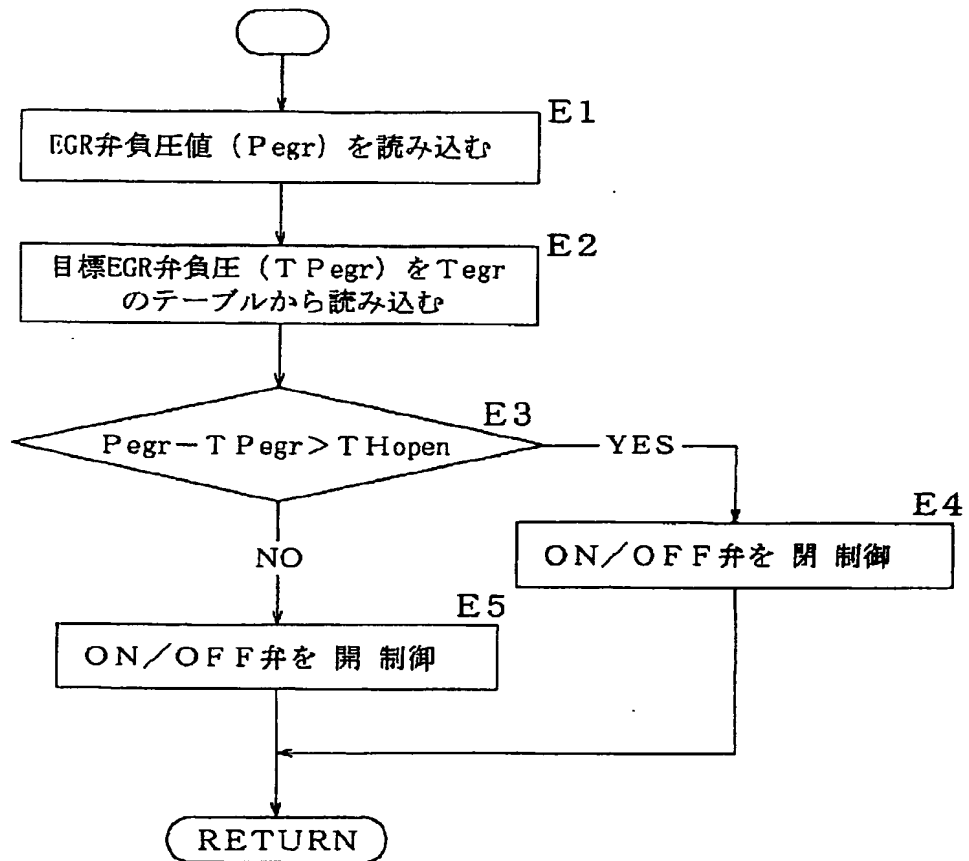 E1
EGR弁負圧値（Pegr）を読み込む
E2
目標EGR弁負圧（TPegr）をTegr
のテーブルから読み込む
E3
Pegr－TPegr＞THopen
YES
E4
ON／OFF弁を 閉 制御
NO
E5
ON／OFF弁を 開 制御
RETURN